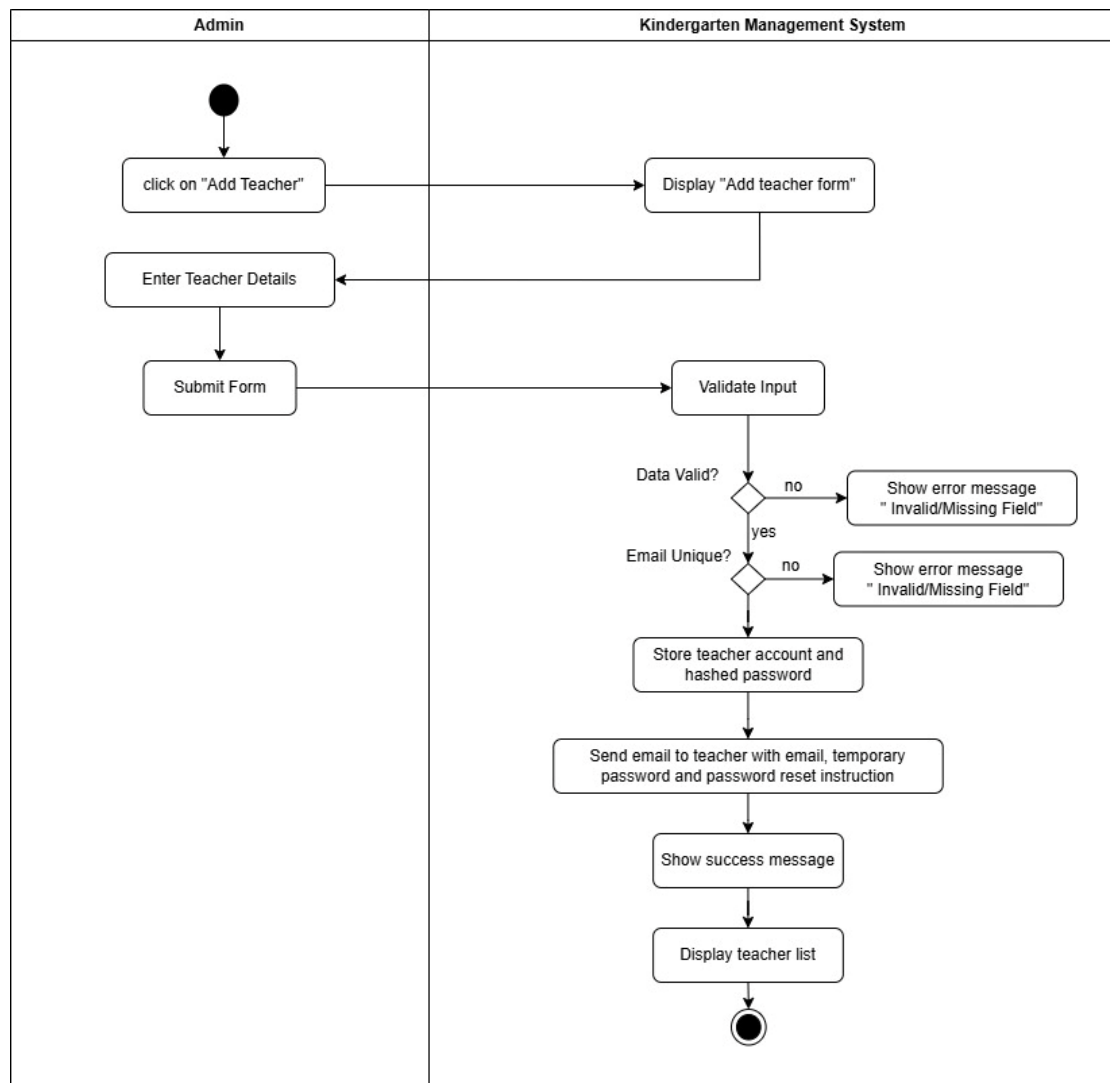 Admin
Kindergarten Management System
click on "Add Teacher"
Display "Add teacher form"
Enter Teacher Details
Submit Form
Validate Input
Data Valid?
no
Show error message
" Invalid/Missing Field"
yes
Email Unique?
no
Show error message
" Invalid/Missing Field"
Store teacher account and
hashed password
Send email to teacher with email, temporary
password and password reset instruction
Show success message
Display teacher list